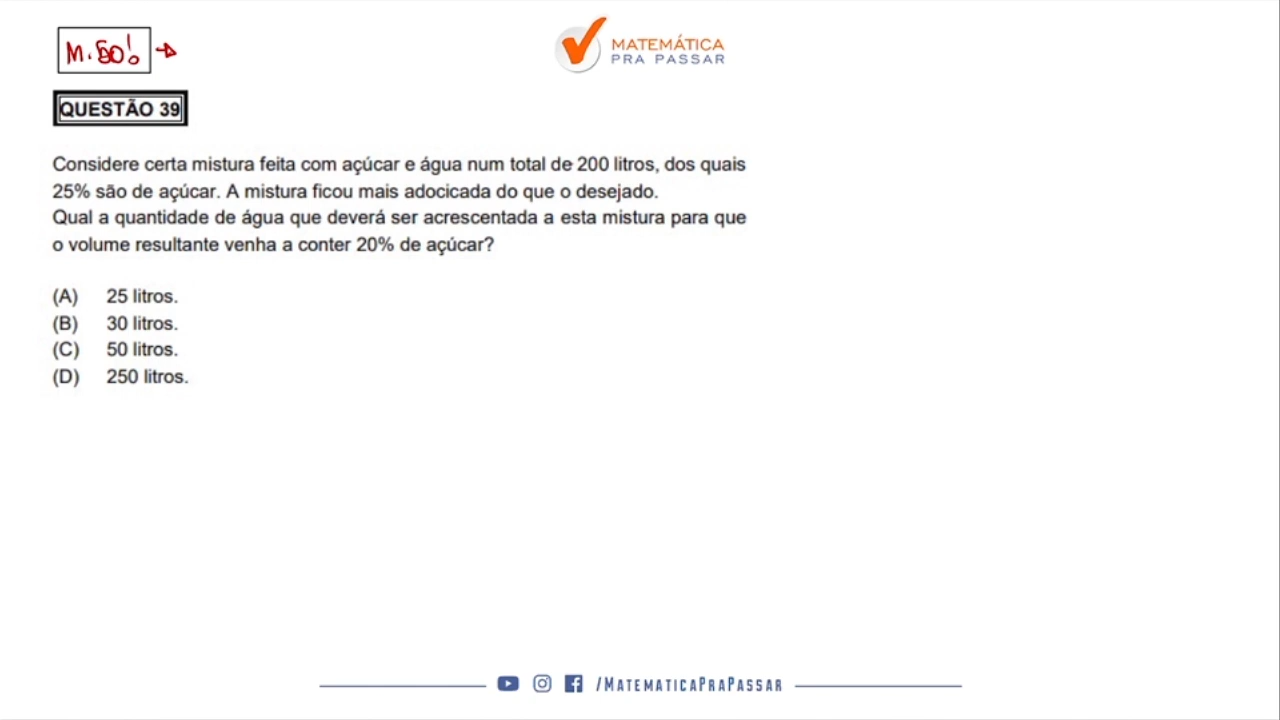 M. 50!
MATEMÁTICA
PRA PASSAR
QUESTÃO 39
Considere certa mistura feita com açúcar e água num total de 200 litros, dos quais
25% são de açúcar. A mistura ficou mais adocicada do que o desejado.
Qual a quantidade de água que deverá ser acrescentada a esta mistura para que
o volume resultante venha a conter 20% de açúcar?
(A) 25 litros.
(B) 30 litros.
(C) 50 litros.
(D) 250 litros.
/MATEMATICAPRAPASSAR